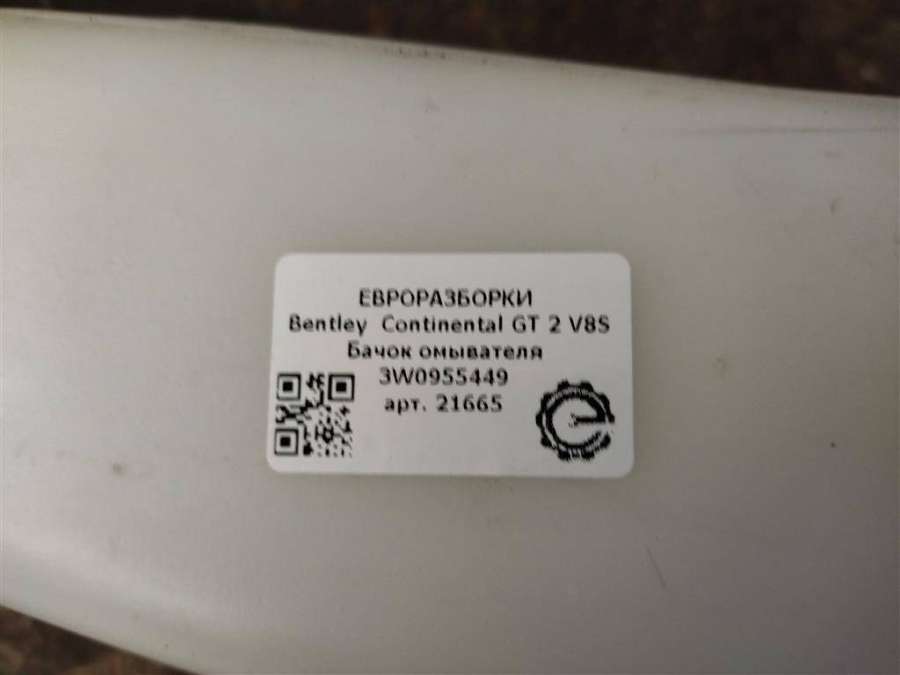 ЕВРОРАЗБОРКИ
Bentley Continental GT 2 V8S
Бачок омывателя
3W0955449
арт. 21665